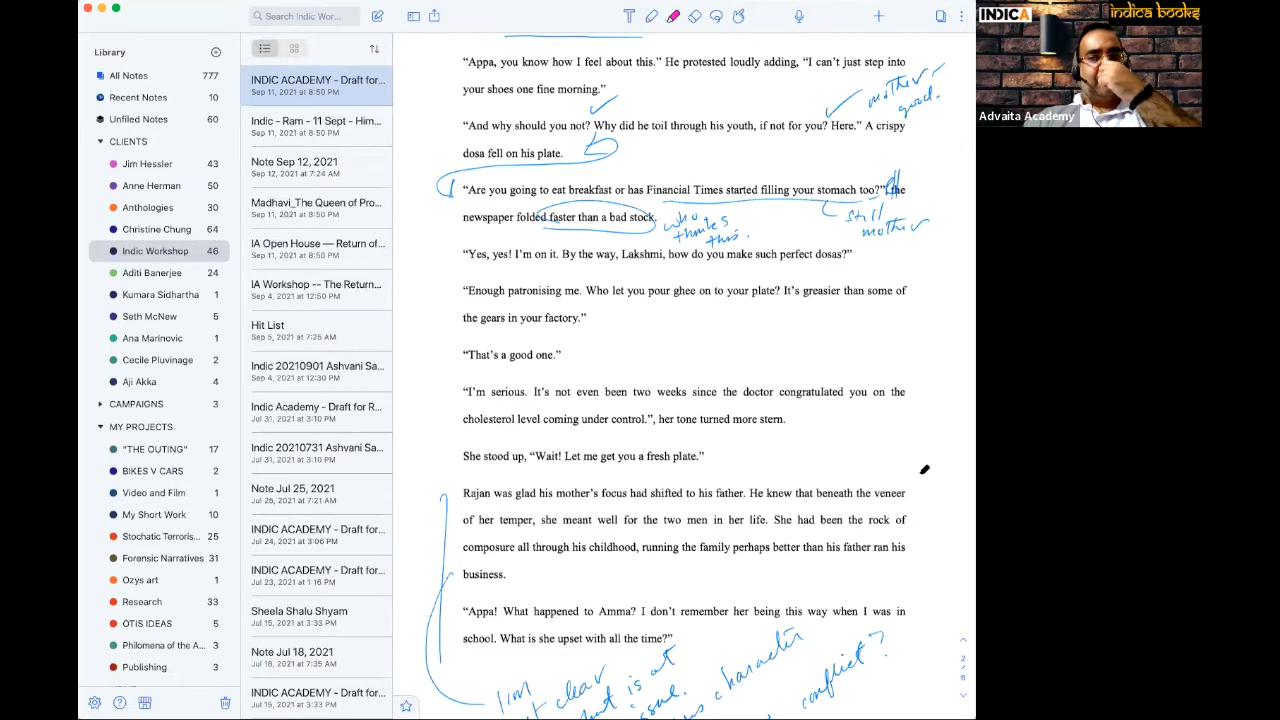 Search Indic Wor...
Library
All Notes 777
Recent Notes 10
Unfiled Notes 60
CLIENTS
Jim Hessler 43
Anne Herman 50
Anthologies 30
Christine Chung 64
Indic Workshop 46
Aditi Banerjee 24
Kumara Sidhartha 1
Seth McNew 5
Ana Marinovic 1
Cecile Pluvinage 2
Aji Akka 4
CAMPAIGNS 3
MY PROJECTS
"THE OUTING" 17
BIKES V CARS 2
Video and Film 1
My Short Work 10
Stochatic Terroris... 25
Forensic Narratives 31
Ozys art 1
Research 33
OTIS IDEAS 5
Philomena of the A... 3
Publishing 3
INDIC ACADEMY - Draft for...
Sep 11, 2021 at 8:50 PM
Indic - Ram - 11 Sept - Him...
Sep 12, 2021 at 7:24 AM
Note Sep 12, 2021
Sep 12, 2021 at 7:24 AM
Madhavi_The Queen of Pro...
Sep 12, 2021 at 7:24 AM
IA Open House — Return of...
Sep 11, 2021 at 8:50 PM
IA Workshop -- The Return...
Sep 4, 2021 at 12:50 PM
Hit List
Sep 5, 2021 at 7:25 AM
Indic 20210901 Ashvani Sa...
Sep 4, 2021 at 12:30 PM
Indic Academy - Draft for R...
Jul 31, 2021 at 3:10 PM
Indic 20210731 Ashvani Sa...
Jul 31, 2021 at 3:10 PM
Note Jul 25, 2021
Jul 25, 2021 at 7:21 AM
INDIC ACADEMY - Draft for...
Jul 24, 2021 at 3:06 PM
INDIC ACADEMY - Draft for...
Jul 23, 2021 at 1:16 PM
Sheela Shalu Shyam
Jul 15, 2021 at 3:33 PM
Note Jul 18, 2021
Jul 18, 2021 at 7:35 AM
INDIC ACADEMY - Draft for...
Jul 15, 2021 at 3:33 PM
“Appa, you know how I feel about this.” He protested loudly adding, “I can’t just step into
your shoes one fine morning.”
mother
good.
“And why should you not? Why did he toil through his youth, if not for you? Here.” A crispy
dosa fell on his plate.
“Are you going to eat breakfast or has Financial Times started filling your stomach too?” the
newspaper folded faster than a bad stock.
who
thinks
this.
still
mother
“Yes, yes! I’m on it. By the way, Lakshmi, how do you make such perfect dosas?”
“Enough patronising me. Who let you pour ghee on to your plate? It’s greasier than some of
the gears in your factory.”
“That’s a good one.”
“I’m serious. It’s not even been two weeks since the doctor congratulated you on the
cholesterol level coming under control.”, her tone turned more stern.
She stood up, “Wait! Let me get you a fresh plate.”
Rajan was glad his mother’s focus had shifted to his father. He knew that beneath the veneer
of her temper, she meant well for the two men in her life. She had been the rock of
composure all through his childhood, running the family perhaps better than his father ran his
business.
“Appa! What happened to Amma? I don’t remember her being this way when I was in
school. What is she upset with all the time?”
clear
is at
issue.
character
conflict?
2
/
6
INDICA
indica books
Advaita Academy